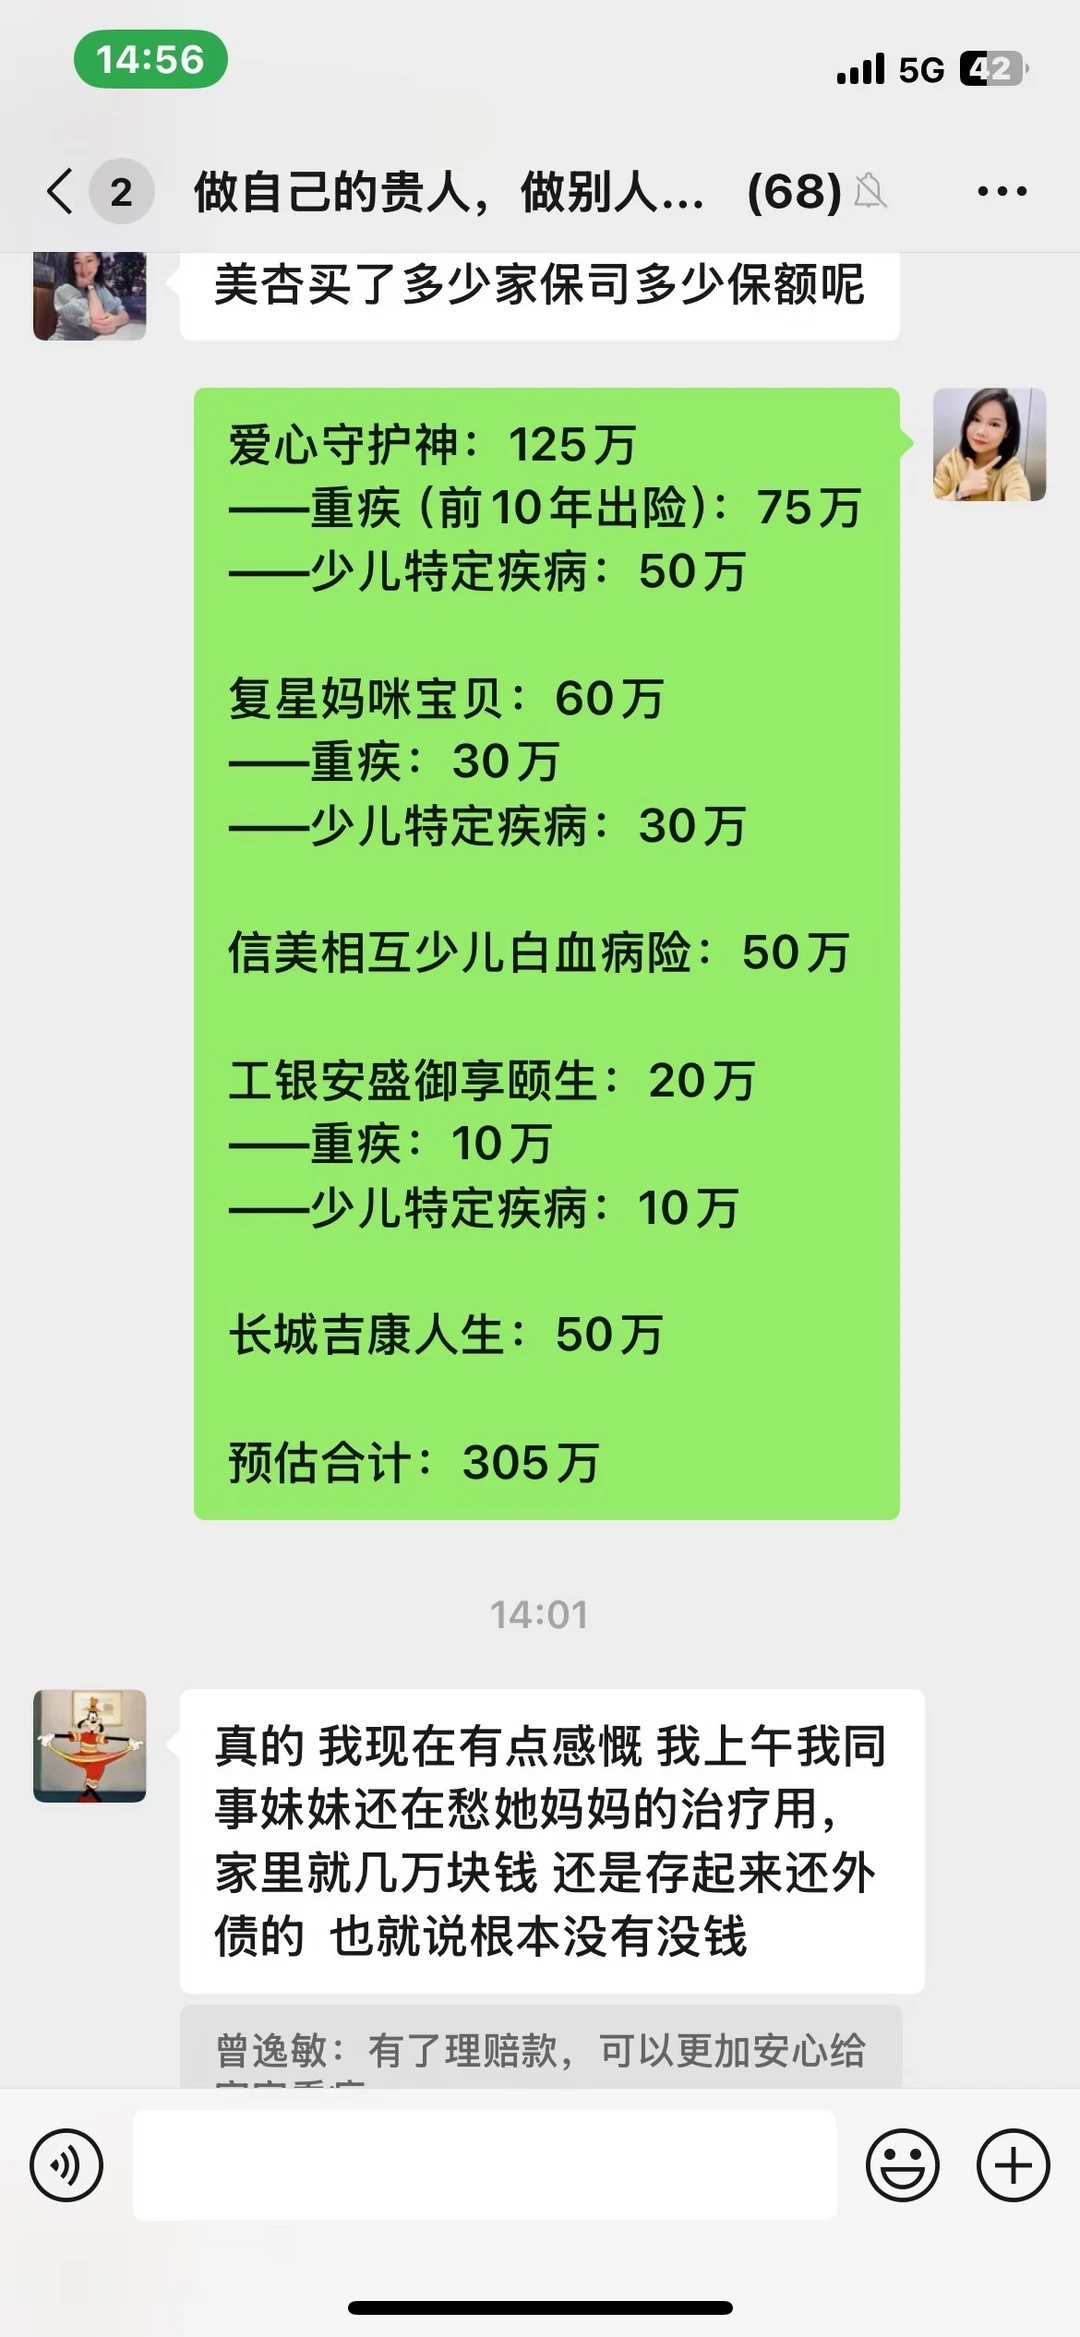 14:56
5G
42
2
做自己的贵人，做别人... (68)
美杏买了多少家保司多少保额呢
爱心守护神：125万
——重疾（前10年出险）：75万
——少儿特定疾病：50万
复星妈咪宝贝：60万
——重疾：30万
——少儿特定疾病：30万
信美相互少儿白血病险：50万
工银安盛御享颐生：20万
——重疾：10万
——少儿特定疾病：10万
长城吉康人生：50万
预估合计：305万
14:01
真的 我现在有点感慨 我上午我同
事妹妹还在愁她妈妈的治疗用，
家里就几万块钱 还是存起来还外
债的 也就说根本没有没钱
曾逸敏：有了理赔款，可以更加安心给